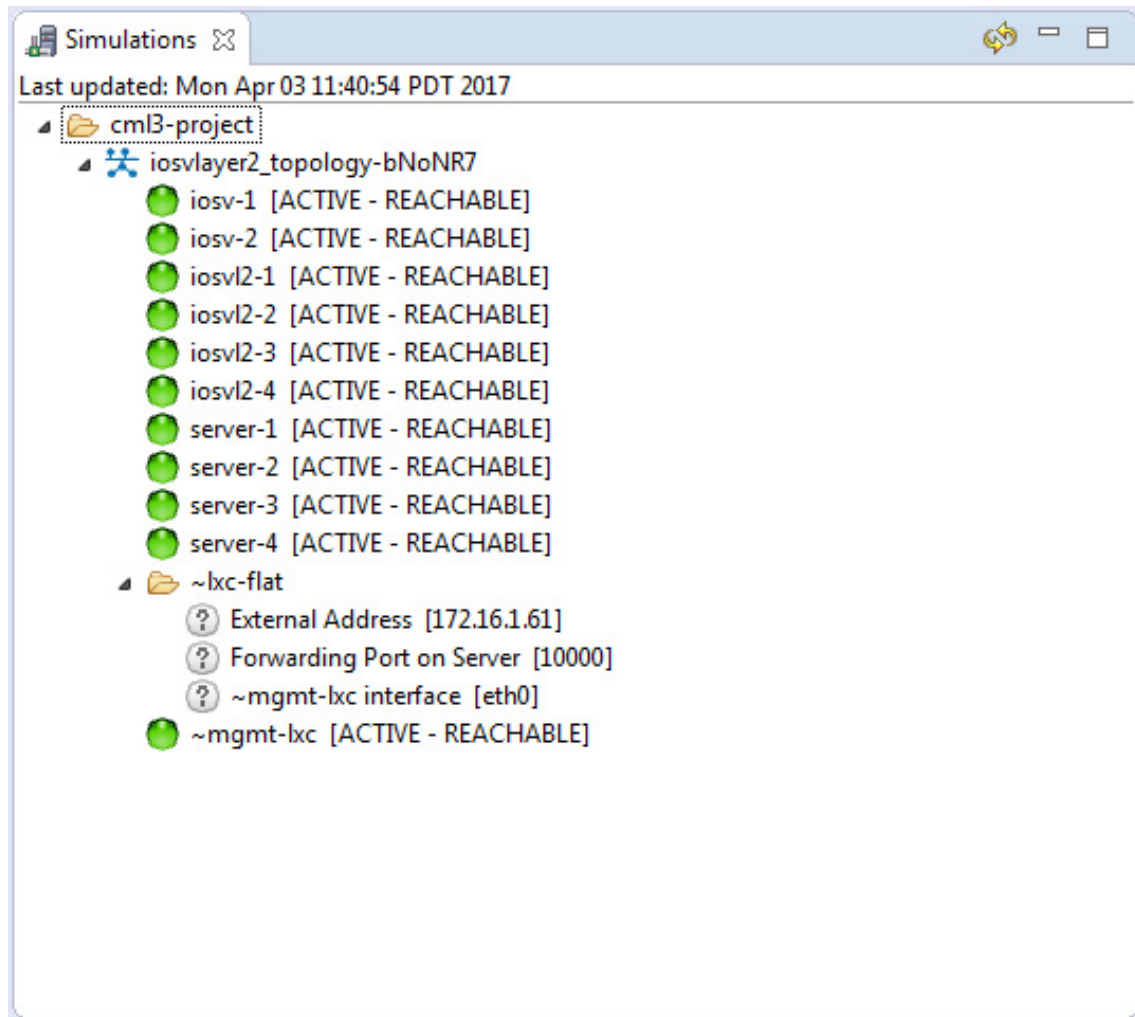 Simulations
Last updated: Mon Apr 03 11:40:54 PDT 2017
cml3-project
iosvlayer2_topology-bNoNR7
iosv-1 [ACTIVE - REACHABLE]
iosv-2 [ACTIVE - REACHABLE]
iosvl2-1 [ACTIVE - REACHABLE]
iosvl2-2 [ACTIVE - REACHABLE]
iosvl2-3 [ACTIVE - REACHABLE]
iosvl2-4 [ACTIVE - REACHABLE]
server-1 [ACTIVE - REACHABLE]
server-2 [ACTIVE - REACHABLE]
server-3 [ACTIVE - REACHABLE]
server-4 [ACTIVE - REACHABLE]
~lxc-flat
External Address [172.16.1.61]
Forwarding Port on Server [10000]
~mgmt-lxc interface [eth0]
~mgmt-lxc [ACTIVE - REACHABLE]